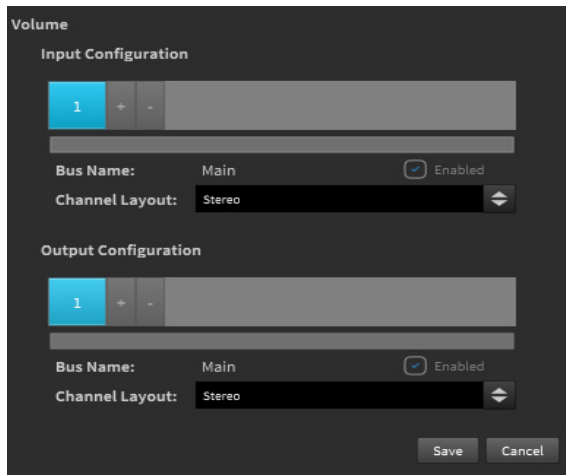 Volume
Input Configuration
1 + -
Bus Name: Main Enabled
Channel Layout: Stereo
Output Configuration
1 + -
Bus Name: Main Enabled
Channel Layout: Stereo
Save Cancel